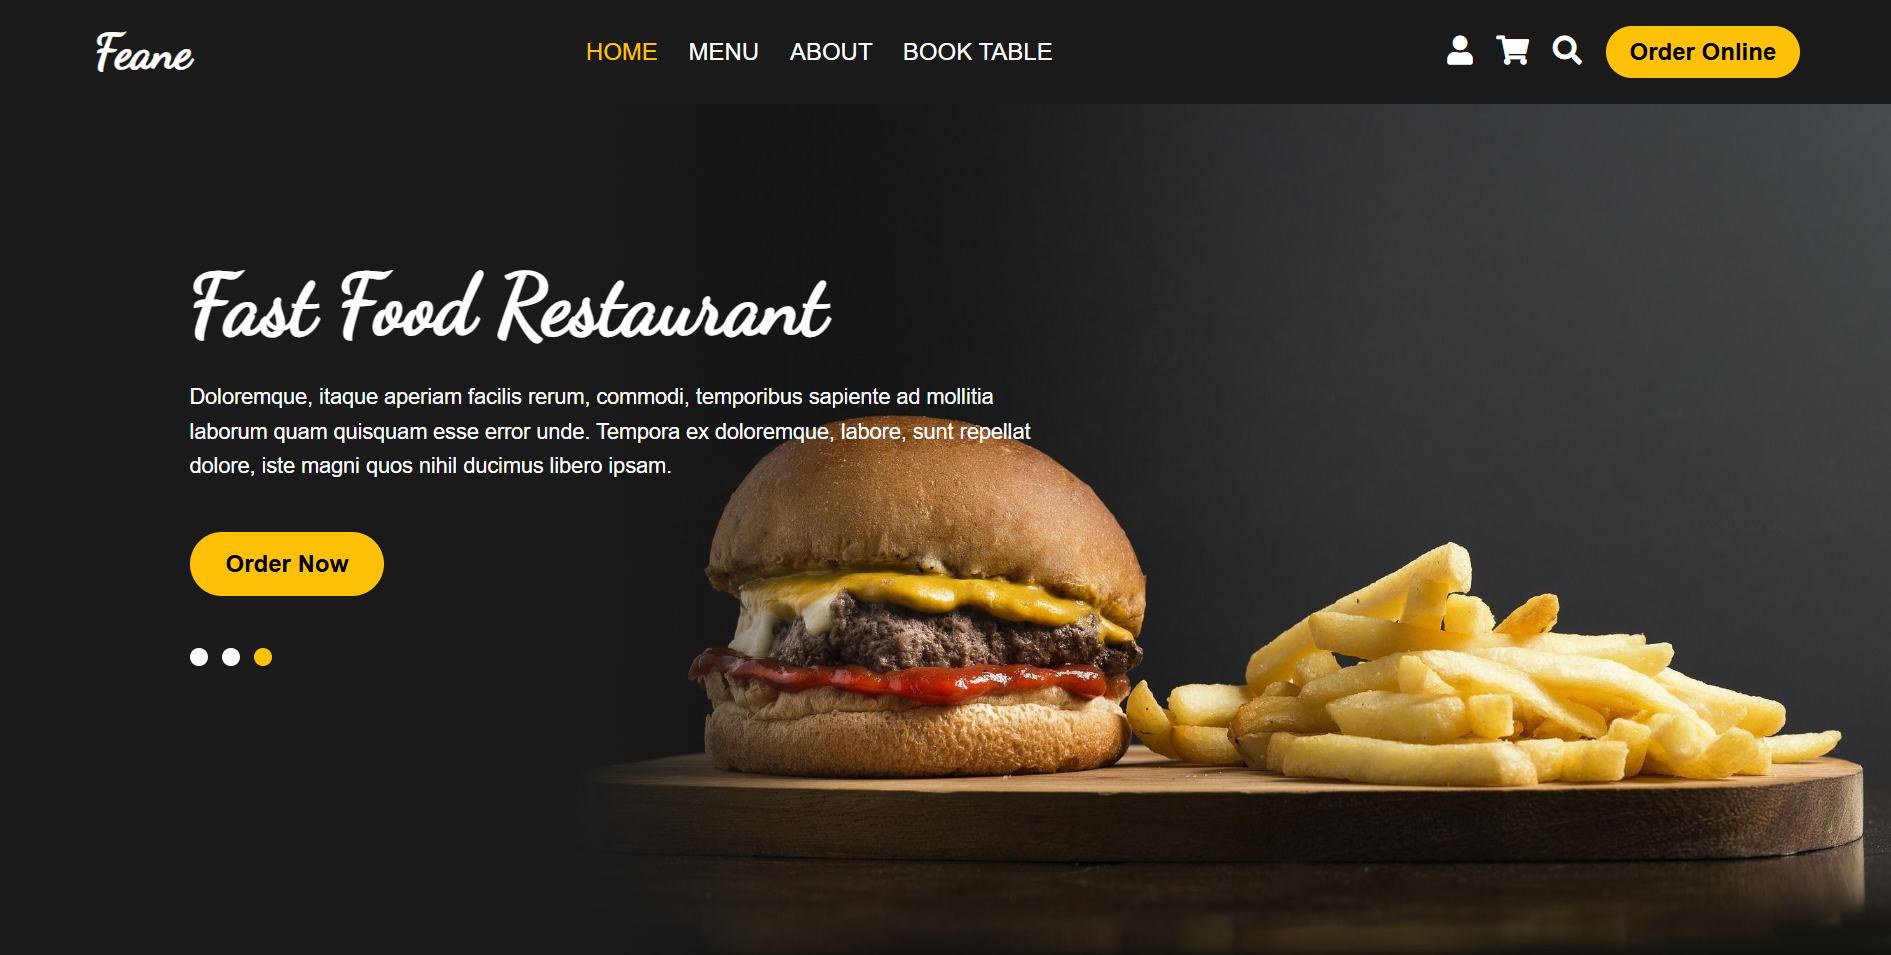 Feane
HOME MENU ABOUT BOOK TABLE
Order Online
Fast Food Restaurant
Doloremque, itaque aperiam facilis rerum, commodi, temporibus sapiente ad mollitia
laborum quam quisquam esse error unde. Tempora ex doloremque, labore, sunt repellat
dolore, iste magni quos nihil ducimus libero ipsam.
Order Now